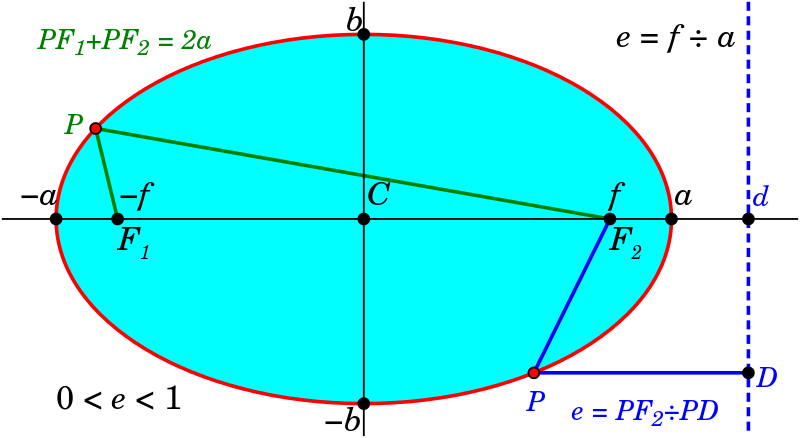 b
PF₁+PF₂ = 2a
e = f ÷ a
P
−a
−f
C
f
a
d
F₁
F₂
0 < e < 1
−b
P
e = PF₂÷PD
D